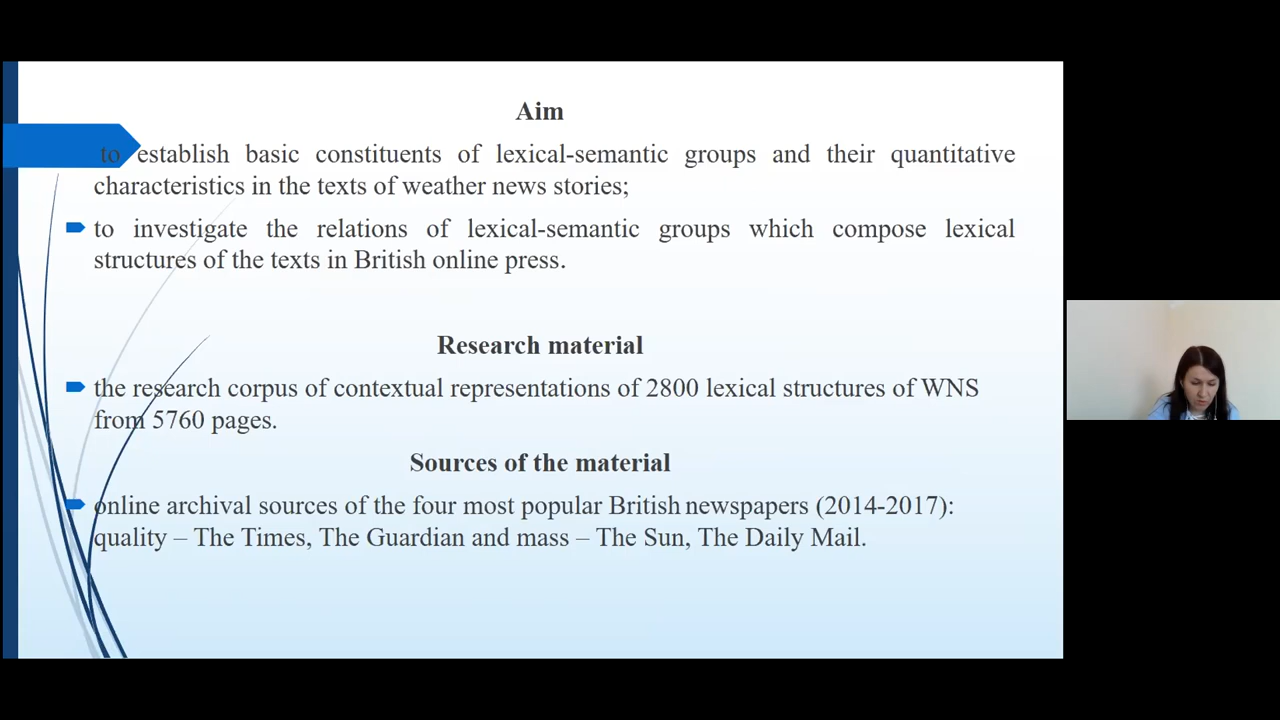 Aim
to establish basic constituents of lexical-semantic groups and their quantitative
characteristics in the texts of weather news stories;
to investigate the relations of lexical-semantic groups which compose lexical
structures of the texts in British online press.
Research material
the research corpus of contextual representations of 2800 lexical structures of WNS
from 5760 pages.
Sources of the material
online archival sources of the four most popular British newspapers (2014-2017):
quality – The Times, The Guardian and mass – The Sun, The Daily Mail.